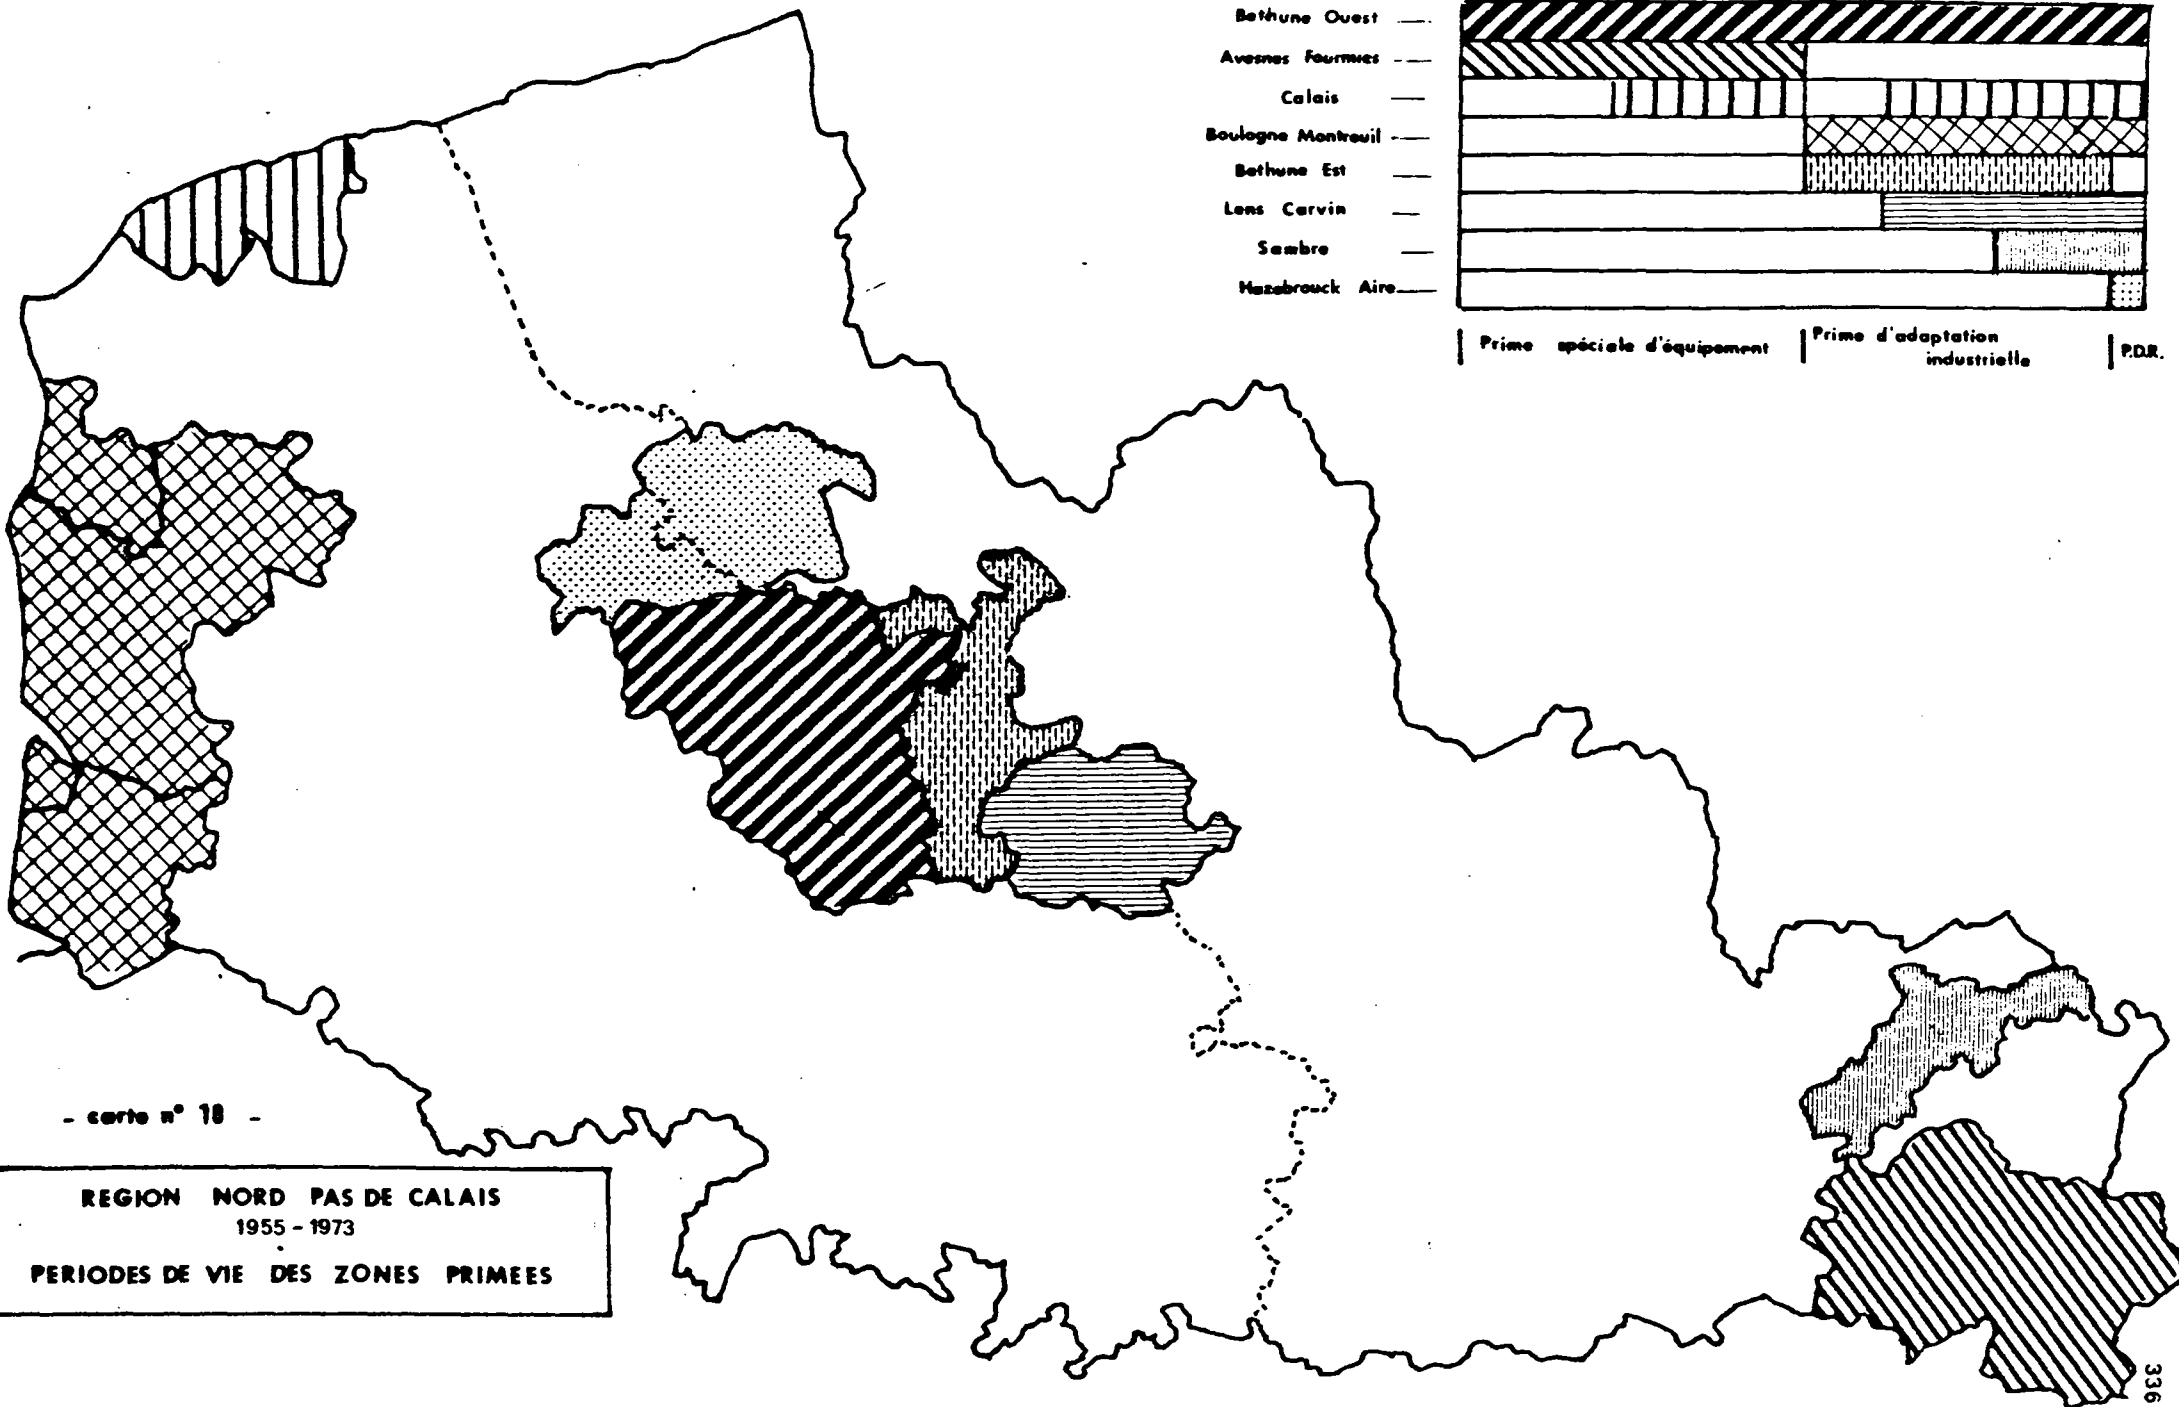 Bethune Ouest
Avesnes Fourmies
Calais
Boulogne Montreuil
Bethune Est
Lens Carvin
Sambre
Hazebrouck Aire
Prime spéciale d'équipement
Prime d'adaptation
industrielle
P.D.R.
- carte n° 18 -
REGION NORD PAS DE CALAIS
1955 - 1973
PERIODES DE VIE DES ZONES PRIMEES
336